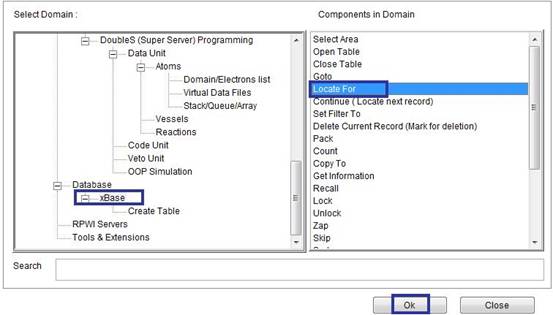 Select Domain :
DoubleS (Super Server) Programming
Data Unit
Atoms
Domain/Electrons list
Virtual Data Files
Stack/Queue/Array
Vessels
Reactions
Code Unit
Veto Unit
OOP Simulation
Database
xBase
Create Table
RPWI Servers
Tools & Extensions
Components in Domain
Select Area
Open Table
Close Table
Goto
Locate For
Continue ( Locate next record)
Set Filter To
Delete Current Record (Mark for deletion)
Pack
Count
Copy To
Get Information
Recall
Lock
Unlock
Zap
Skip
Search
Ok
Close